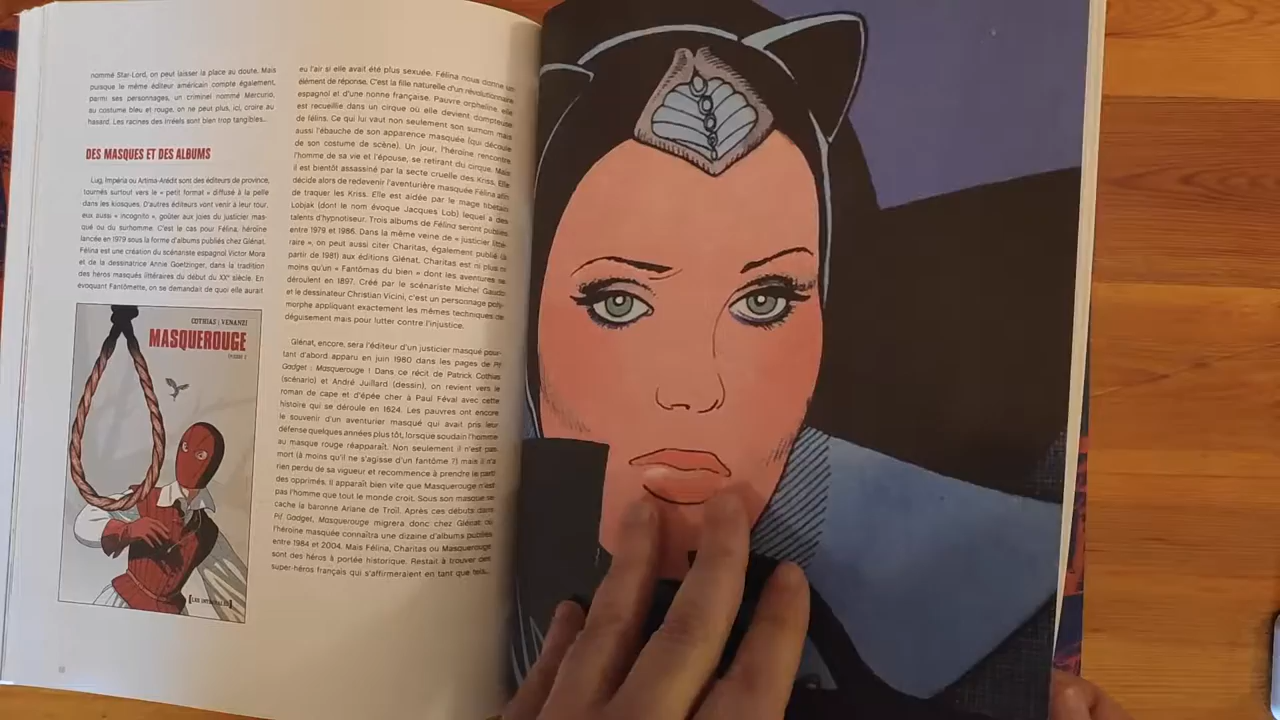 nommé Star-Lord, on peut laisser la place au doute. Mais
puisque le même éditeur américain compte également,
parmi ses personnages, un criminel nommé Mercurio,
au costume bleu et rouge, on ne peut plus, ici, croire au
hasard. Les racines des Irréels sont bien trop tangibles...
DES MASQUES ET DES ALBUMS
Lug, Impéria ou Artima-Arédit sont des éditeurs de province,
tournés surtout vers le « petit format » diffusé à la pelle
dans les kiosques. D'autres éditeurs vont venir à leur tour,
eux aussi « incognito », goûter aux joies du justicier mas-
qué ou du surhomme. C'est le cas pour Félina, héroïne
lancée en 1979 sous la forme d'albums publiés chez Glénat.
Félina est une création du scénariste espagnol Victor Mora
et de la dessinatrice Annie Goetzinger, dans la tradition
des héros masqués littéraires du début du XXe siècle. En
évoquant Fantômette, on se demandait de quoi elle aurait
COTHIAS | VENANZI
MASQUEROUGE
[LES INTÉGRALES]
eu l'air si elle avait été plus sexuée. Félina nous donne un
élément de réponse. C'est la fille naturelle d'un révolutionnaire
espagnol et d'une nonne française. Pauvre orpheline, elle
est recueillie dans un cirque où elle devient dompteuse
de félins. Ce qui lui vaut non seulement son surnom mais
aussi l'ébauche de son apparence masquée (qui découle
de son costume de scène). Un jour, l'héroïne rencontre
l'homme de sa vie et l'épouse, se retirant du cirque. Mais
il est bientôt assassiné par la secte cruelle des Kriss. Elle
décide alors de redevenir l'aventurière masquée Félina afin
de traquer les Kriss. Elle est aidée par le mage tibétain
Lobjak (dont le nom évoque Jacques Lob) lequel a des
talents d'hypnotiseur. Trois albums de Félina seront publiés
entre 1979 et 1986. Dans la même veine de « justicier litté-
raire », on peut aussi citer Charitas, également publié (à
partir de 1981) aux éditions Glénat. Charitas est ni plus ni
moins qu'un « Fantômas du bien » dont les aventures se
déroulent en 1897. Créé par le scénariste Michel Gaudo
et le dessinateur Christian Vicini, c'est un personnage poly-
morphe appliquant exactement les mêmes techniques de
déguisement mais pour lutter contre l'injustice.
Glénat, encore, sera l'éditeur d'un justicier masqué pour-
tant d'abord apparu en juin 1980 dans les pages de Pif
Gadget : Masquerouge ! Dans ce récit de Patrick Cothias
(scénario) et André Juillard (dessin), on revient vers le
roman de cape et d'épée cher à Paul Féval avec cette
histoire qui se déroule en 1624. Les pauvres ont encore
le souvenir d'un aventurier masqué qui avait pris leur
défense quelques années plus tôt, lorsque soudain l'homme
au masque rouge réapparaît. Non seulement il n'est pas
mort (à moins qu'il ne s'agisse d'un fantôme ?) mais il n'a
rien perdu de sa vigueur et recommence à prendre le parti
des opprimés. Il apparaît bien vite que Masquerouge n'est
pas l'homme que tout le monde croit. Sous son masque se
cache la baronne Ariane de Troïl. Après ces débuts dans
Pif Gadget, Masquerouge migrera donc chez Glénat où
l'héroïne masquée connaîtra une dizaine d'albums publiés
entre 1984 et 2004. Mais Félina, Charitas ou Masquerouge
sont des héros à portée historique. Restait à trouver des
super-héros français qui s'affirmeraient en tant que tels...